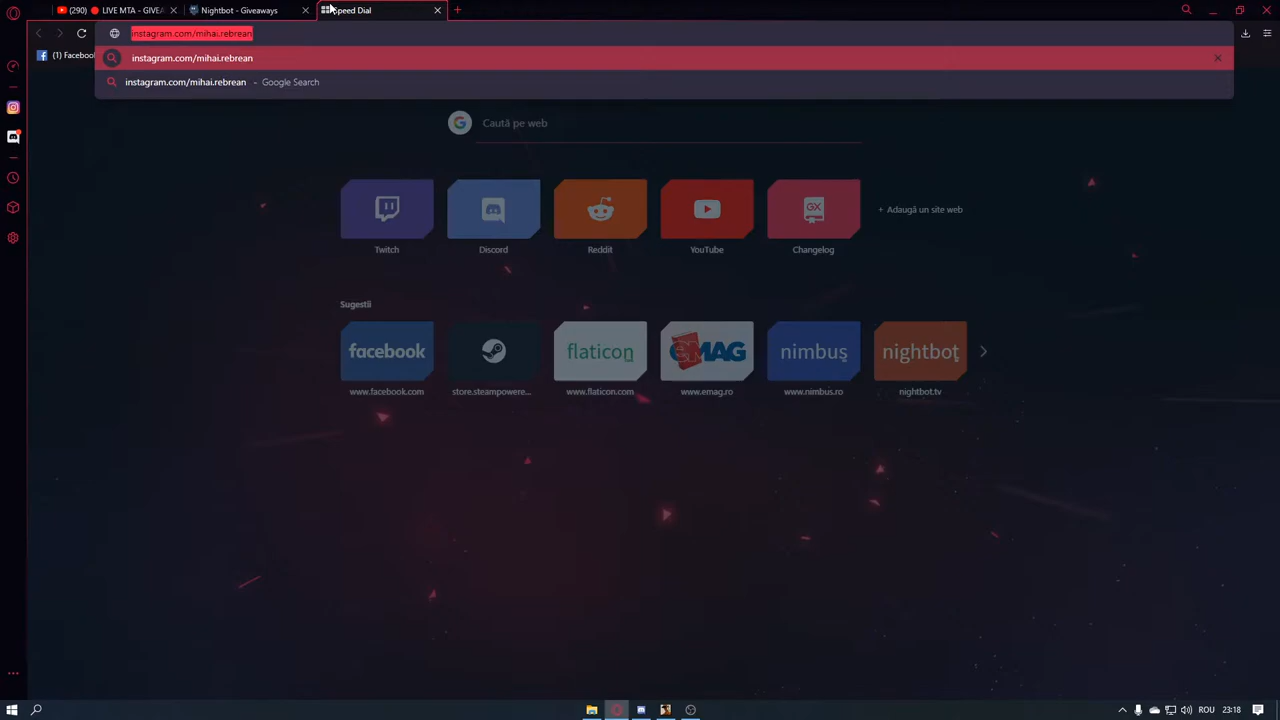 (290) 🔴 LIVE MTA - GIVEA
Nightbot - Giveaways
Speed Dial
instagram.com/mihai.rebrean
(1) Facebook
instagram.com/mihai.rebrean
instagram.com/mihai.rebrean - Google Search
Caută pe web
Twitch
Discord
Reddit
YouTube
GX
Changelog
+ Adaugă un site web
Sugestii
facebook
flaticon
eMAG
nimbus
nightbot
www.facebook.com
store.steampowere...
www.flaticon.com
www.emag.ro
www.nimbus.ro
nightbot.tv
ROU
23:18